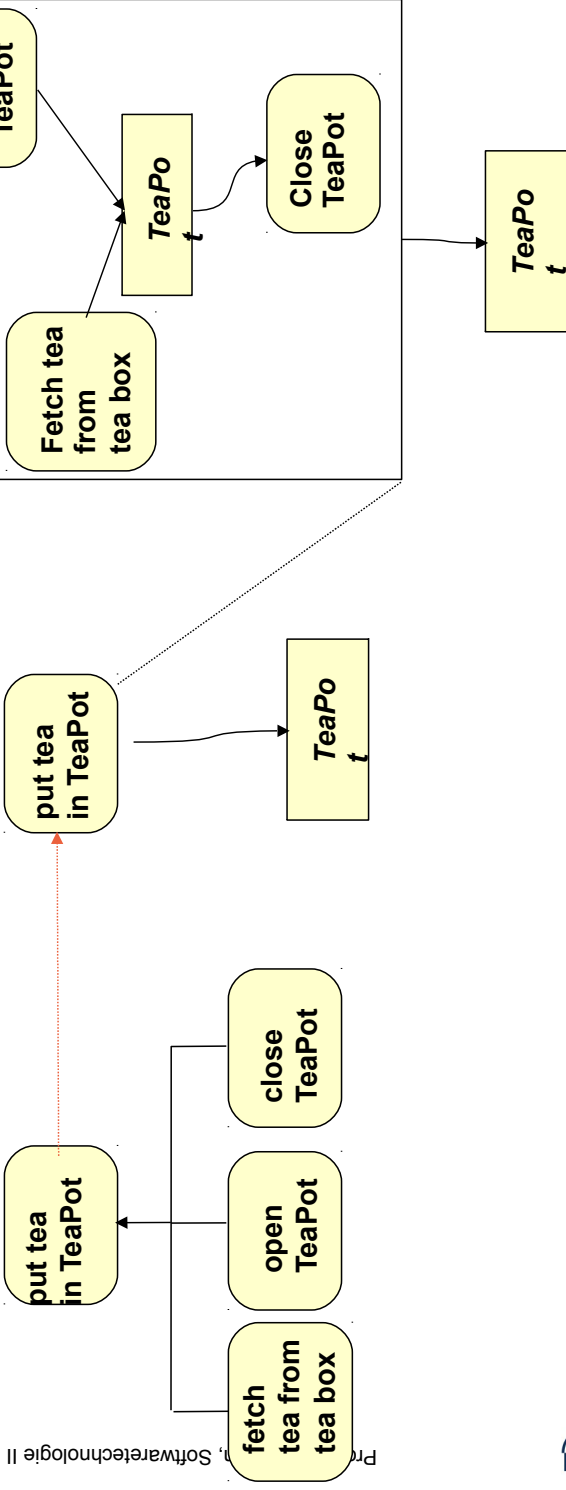 put tea
in TeaPot
fetch
tea from
tea box
open
TeaPot
close
TeaPot
put tea
in TeaPot
TeaPo
t
Fetch tea
from
tea box
TeaPot
TeaPo
t
Close
TeaPot
TeaPo
t
, Softwaretechnologie II